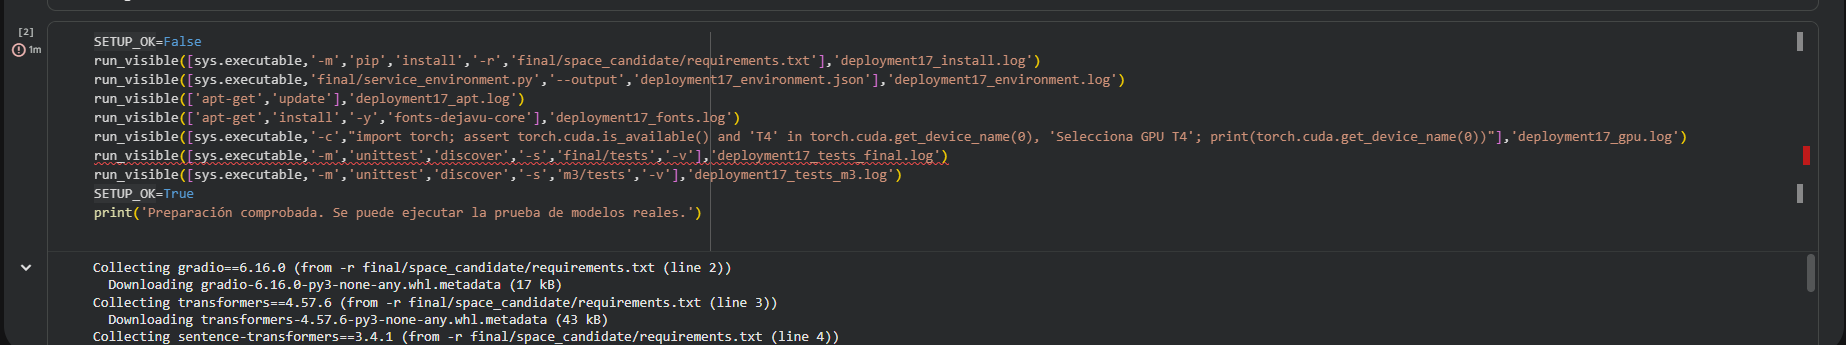 [2]
1m
SETUP_OK=False
run_visible([sys.executable,'-m','pip','install','-r','final/space_candidate/requirements.txt'],'deployment17_install.log')
run_visible([sys.executable,'final/service_environment.py','--output','deployment17_environment.json'],'deployment17_environment.log')
run_visible(['apt-get','update'],'deployment17_apt.log')
run_visible(['apt-get','install','-y','fonts-dejavu-core'],'deployment17_fonts.log')
run_visible([sys.executable,'-c',"import torch; assert torch.cuda.is_available() and 'T4' in torch.cuda.get_device_name(0), 'Selecciona GPU T4'; print(torch.cuda.get_device_name(0))"],'deployment17_gpu.log')
run_visible([sys.executable,'-m','unittest','discover','-s','final/tests','-v'],'deployment17_tests_final.log')
run_visible([sys.executable,'-m','unittest','discover','-s','m3/tests','-v'],'deployment17_tests_m3.log')
SETUP_OK=True
print('Preparación comprobada. Se puede ejecutar la prueba de modelos reales.')
Collecting gradio==6.16.0 (from -r final/space_candidate/requirements.txt (line 2))
  Downloading gradio-6.16.0-py3-none-any.whl.metadata (17 kB)
Collecting transformers==4.57.6 (from -r final/space_candidate/requirements.txt (line 3))
  Downloading transformers-4.57.6-py3-none-any.whl.metadata (43 kB)
Collecting sentence-transformers==3.4.1 (from -r final/space_candidate/requirements.txt (line 4))